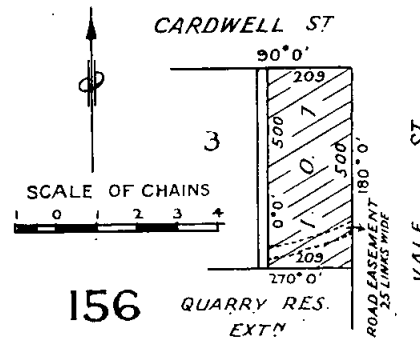 CARDWELL ST
90°0'
209
3
500
1.0.7
500
0°0'
180°0'
SCALE OF CHAINS
1 0 1 2 3 4
209
270°0'
ROAD EASEMENT
25 LINKS WIDE
VALE ST
156
QUARRY RES.
EXTN